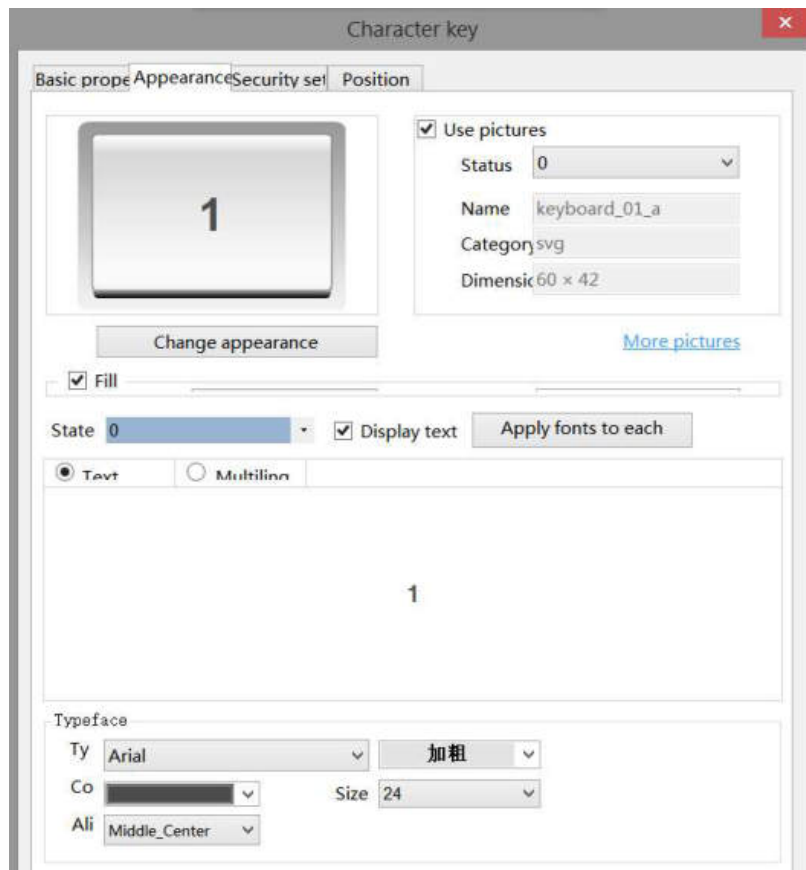 Character key
Basic prope Appearance Security set Position
1
Use pictures
Status 0
Name keyboard_01_a
Category svg
Dimensic 60 × 42
Change appearance
More pictures
Fill
State 0 Display text Apply fonts to each
Text Multiling
1
Typeface
Ty Arial 加粗
Co Size 24
Ali Middle_Center